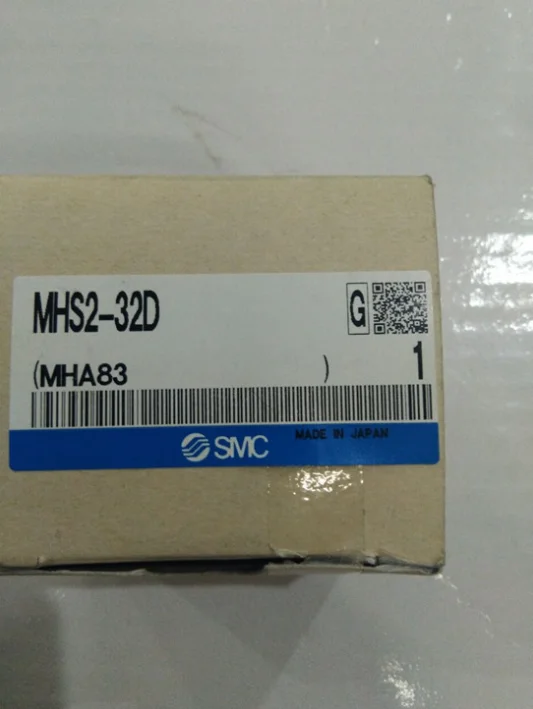 MHS2-32D
G
(MHA83 )
1
SMC
MADE IN JAPAN